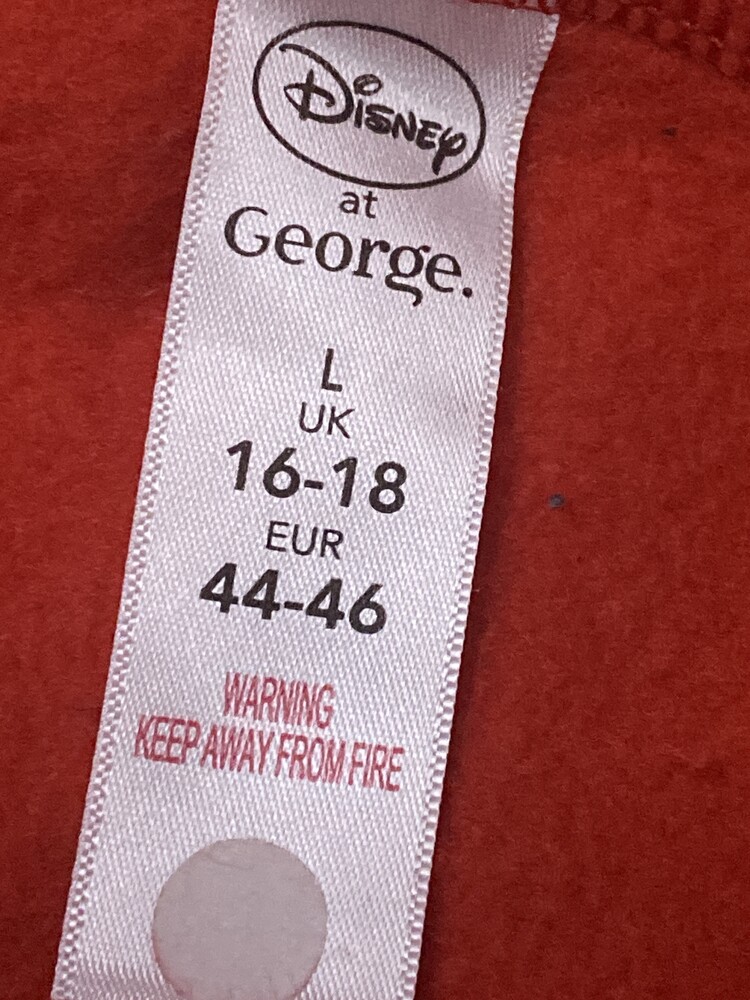 Disney
at
George.
L
UK
16-18
EUR
44-46
WARNING
KEEP AWAY FROM FIRE